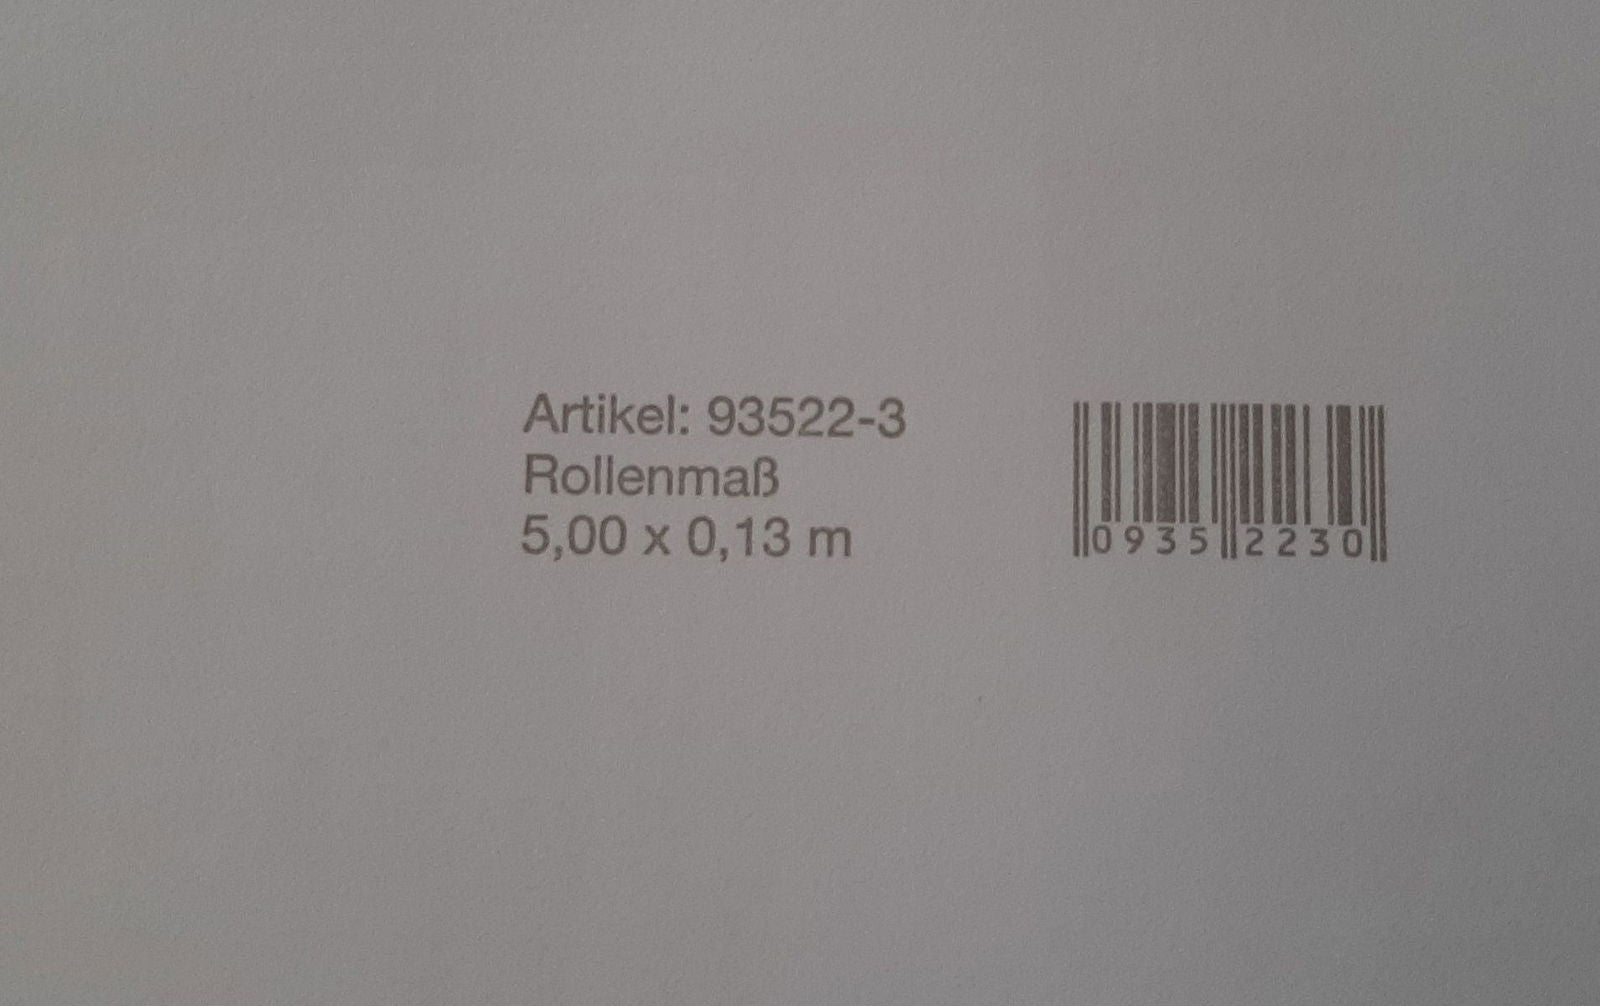 Artikel: 93522-3
Rollenmaß
5,00 x 0,13 m
0935 2230